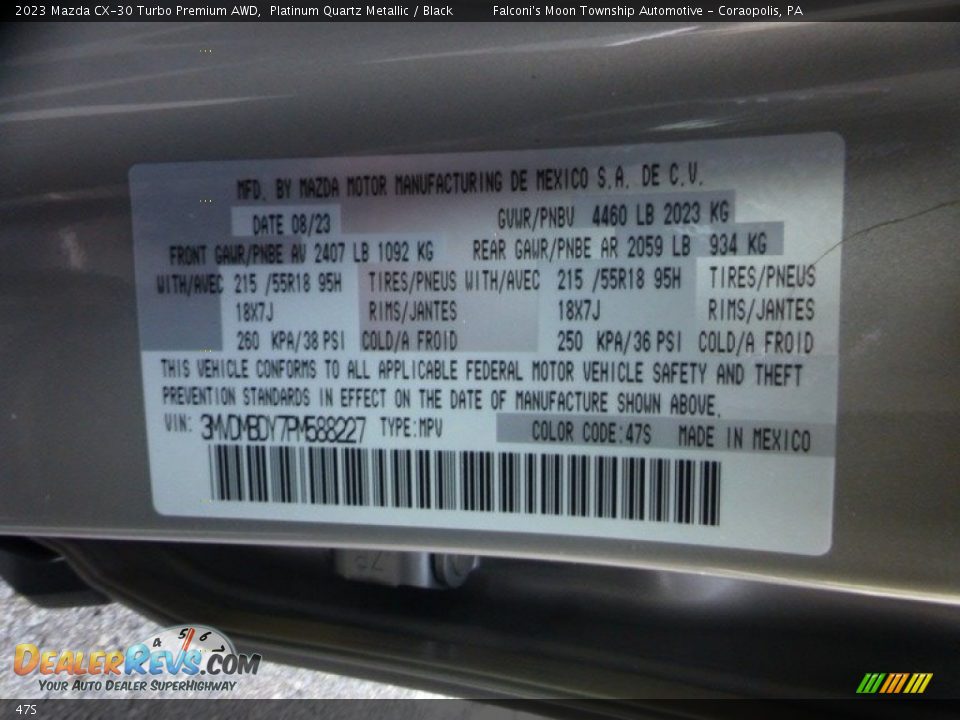 2023 Mazda CX-30 Turbo Premium AWD, Platinum Quartz Metallic / Black Falconi's Moon Township Automotive - Coraopolis, PA
MFD. BY MAZDA MOTOR MANUFACTURING DE MEXICO S.A. DE C.V.
DATE 08/23 GVWR/PNBV 4460 LB 2023 KG
FRONT GAWR/PNBE AV 2407 LB 1092 KG REAR GAWR/PNBE AR 2059 LB 934 KG
WITH/AVEC 215 /55R18 95H TIRES/PNEUS WITH/AVEC 215 /55R18 95H TIRES/PNEUS
18X7J RIMS/JANTES 18X7J RIMS/JANTES
260 KPA/38 PSI COLD/A FROID 250 KPA/36 PSI COLD/A FROID
THIS VEHICLE CONFORMS TO ALL APPLICABLE FEDERAL MOTOR VEHICLE SAFETY AND THEFT
PREVENTION STANDARDS IN EFFECT ON THE DATE OF MANUFACTURE SHOWN ABOVE.
VIN: 3MVDMBDY7PM588227 TYPE:MPV COLOR CODE:47S MADE IN MEXICO
4 5 6 7
DEALERREVS.COM
YOUR AUTO DEALER SUPERHIGHWAY
47S